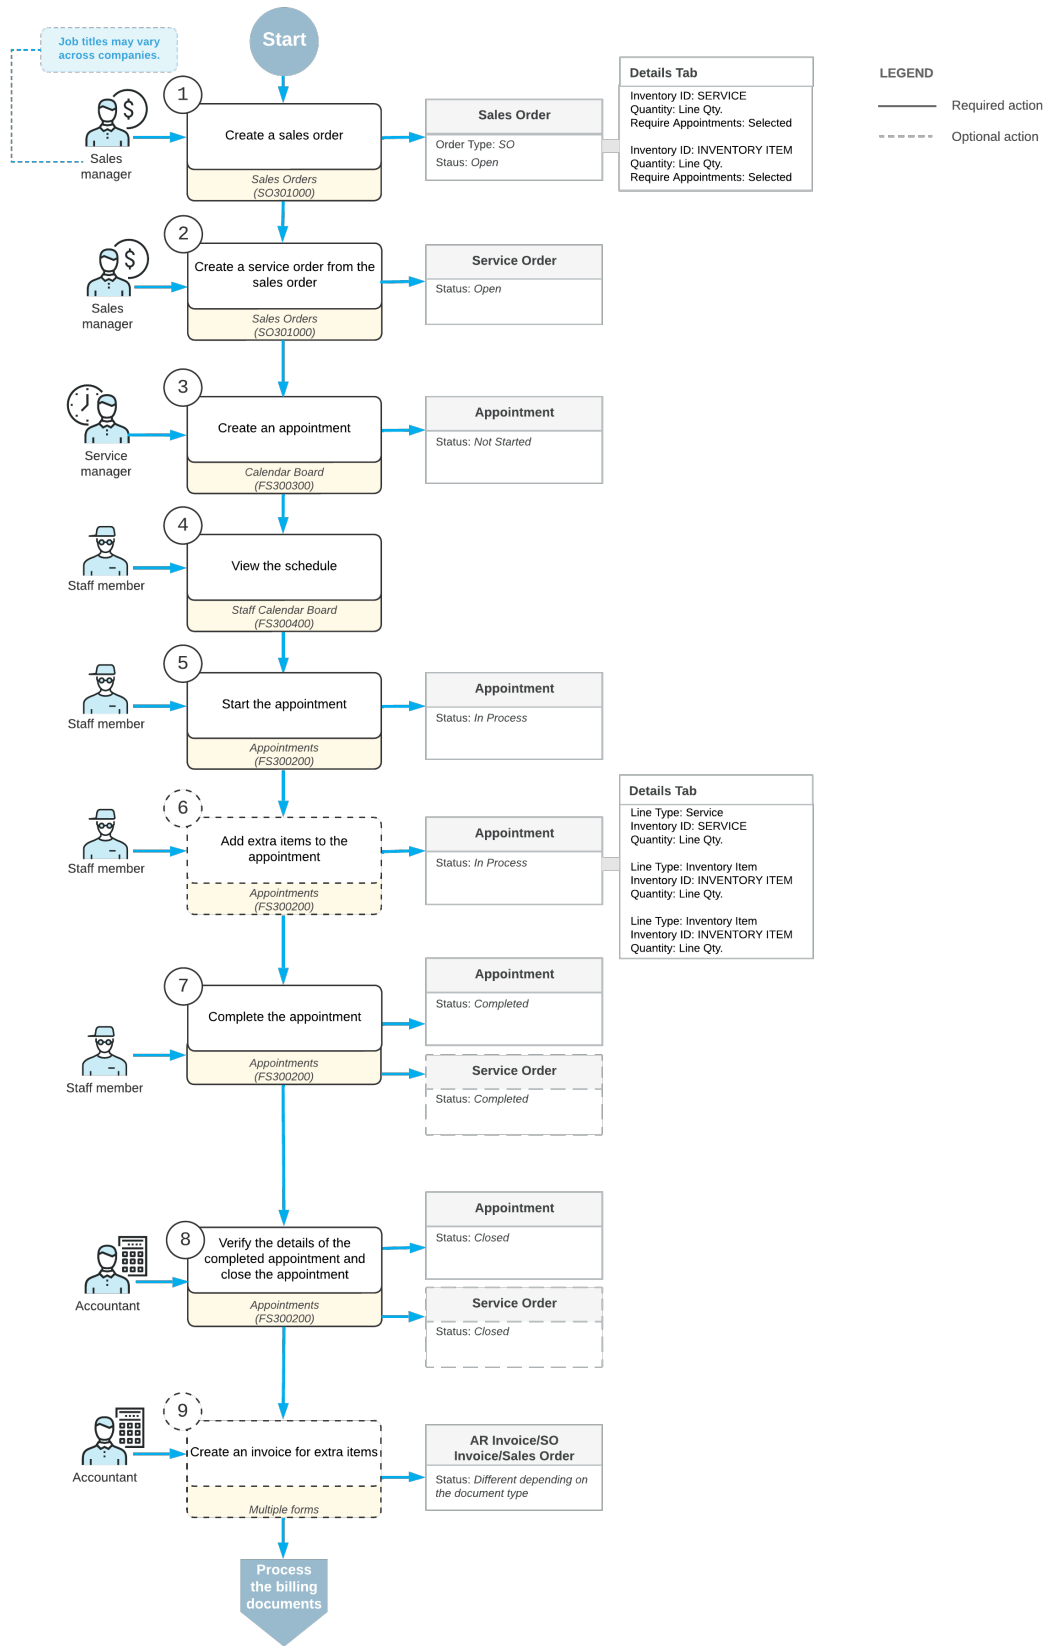 Start
Job titles may vary
across companies.
1
Create a sales order
Sales Orders
(SO301000)
Sales
manager
Sales Order
Order Type: SO
Staus: Open
Details Tab
Inventory ID: SERVICE
Quantity: Line Qty.
Require Appointments: Selected
Inventory ID: INVENTORY ITEM
Quantity: Line Qty.
Require Appointments: Selected
LEGEND
Required action
Optional action
2
Create a service order from the
sales order
Sales Orders
(SO301000)
Sales
manager
Service Order
Status: Open
3
Create an appointment
Calendar Board
(FS300300)
Service
manager
Appointment
Status: Not Started
4
View the schedule
Staff Calendar Board
(FS300400)
Staff member
5
Start the appointment
Appointments
(FS300200)
Staff member
Appointment
Status: In Process
6
Add extra items to the
appointment
Appointments
(FS300200)
Staff member
Appointment
Status: In Process
Details Tab
Line Type: Service
Inventory ID: SERVICE
Quantity: Line Qty.
Line Type: Inventory Item
Inventory ID: INVENTORY ITEM
Quantity: Line Qty.
Line Type: Inventory Item
Inventory ID: INVENTORY ITEM
Quantity: Line Qty.
7
Complete the appointment
Appointments
(FS300200)
Staff member
Appointment
Status: Completed
Service Order
Status: Completed
8
Verify the details of the
completed appointment and
close the appointment
Appointments
(FS300200)
Accountant
Appointment
Status: Closed
Service Order
Status: Closed
9
Create an invoice for extra items
Multiple forms
Accountant
AR Invoice/SO
Invoice/Sales Order
Status: Different depending on
the document type
Process
the billing
documents